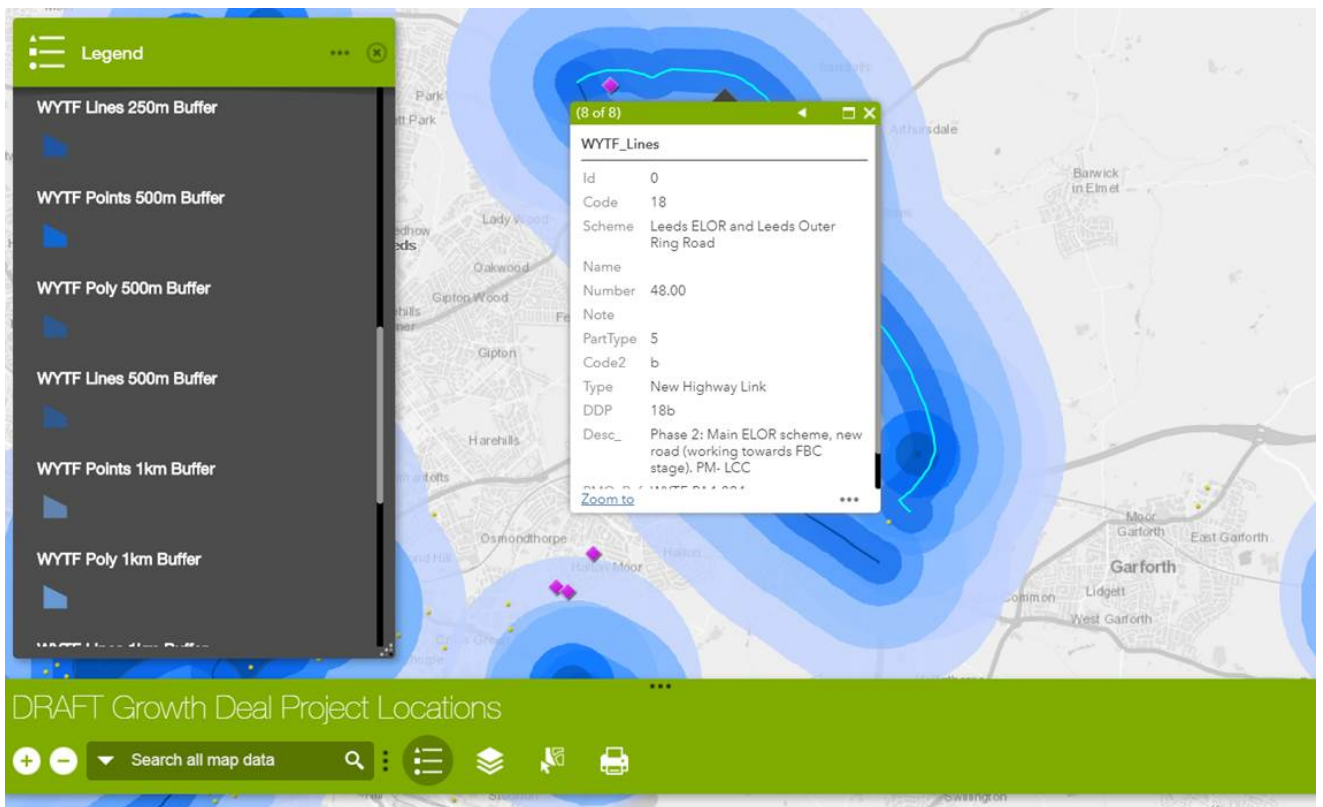 Legend
WYTF Lines 250m Buffer
WYTF Points 500m Buffer
WYTF Poly 500m Buffer
WYTF Lines 500m Buffer
WYTF Points 1km Buffer
WYTF Poly 1km Buffer
(8 of 8)
WYTF_Lines
Id 0
Code 18
Scheme Leeds ELOR and Leeds Outer
Ring Road
Name
Number 48.00
Note
PartType 5
Code2 b
Type New Highway Link
DDP 18b
Desc_ Phase 2: Main ELOR scheme, new
road (working towards FBC
stage). PM- LCC
Zoom to
Park
Lady Wood
Oakwood
Gipton Wood
Gipton
Harehills
Osmondthorpe
Halton Moor
Halton
Arthursdale
Barwick
in Elmet
Moor
Garforth
East Garforth
Garforth
Lidgett
West Garforth
Common
DRAFT Growth Deal Project Locations
Search all map data
Swillington